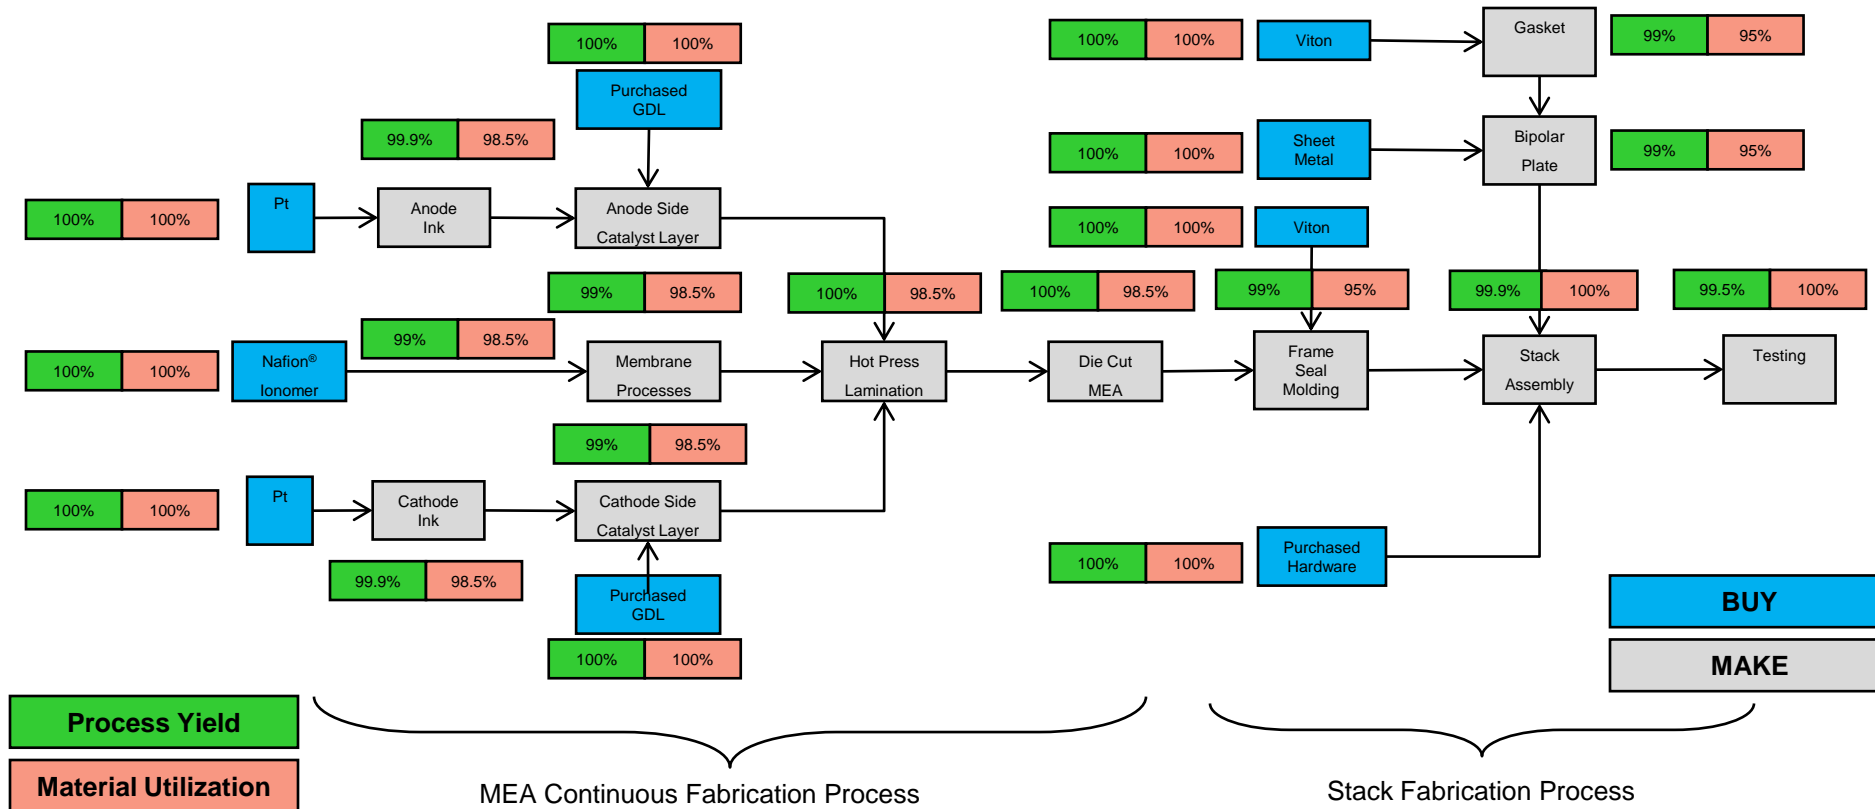 100% 100%
Purchased
GDL
99.9% 98.5%
100% 100%
Pt
Anode
Ink
Anode Side
Catalyst Layer
99% 98.5%
99% 98.5%
100% 100%
Nafion®
Ionomer
Membrane
Processes
100% 98.5%
Hot Press
Lamination
100% 98.5%
Die Cut
MEA
99% 98.5%
100% 100%
Pt
Cathode
Ink
Cathode Side
Catalyst Layer
99.9% 98.5%
Purchased
GDL
100% 100%
100% 100%
Viton
Gasket
99% 95%
100% 100%
Sheet
Metal
Bipolar
Plate
99% 95%
100% 100%
Viton
99% 95%
Frame
Seal
Molding
99.9% 100%
Stack
Assembly
99.5% 100%
Testing
100% 100%
Purchased
Hardware
BUY
MAKE
Process Yield
Material Utilization
MEA Continuous Fabrication Process
Stack Fabrication Process